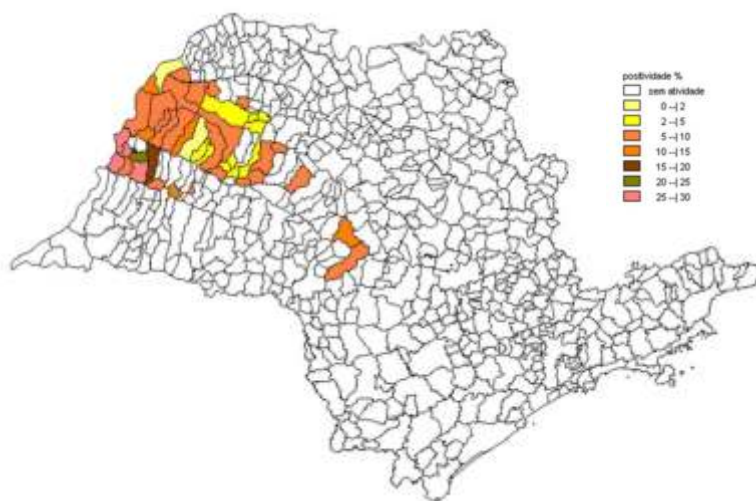 positividade %
sem atividade
0 --| 2
2 --| 5
5 --| 10
10 --| 15
15 --| 20
20 --| 25
25 --| 30